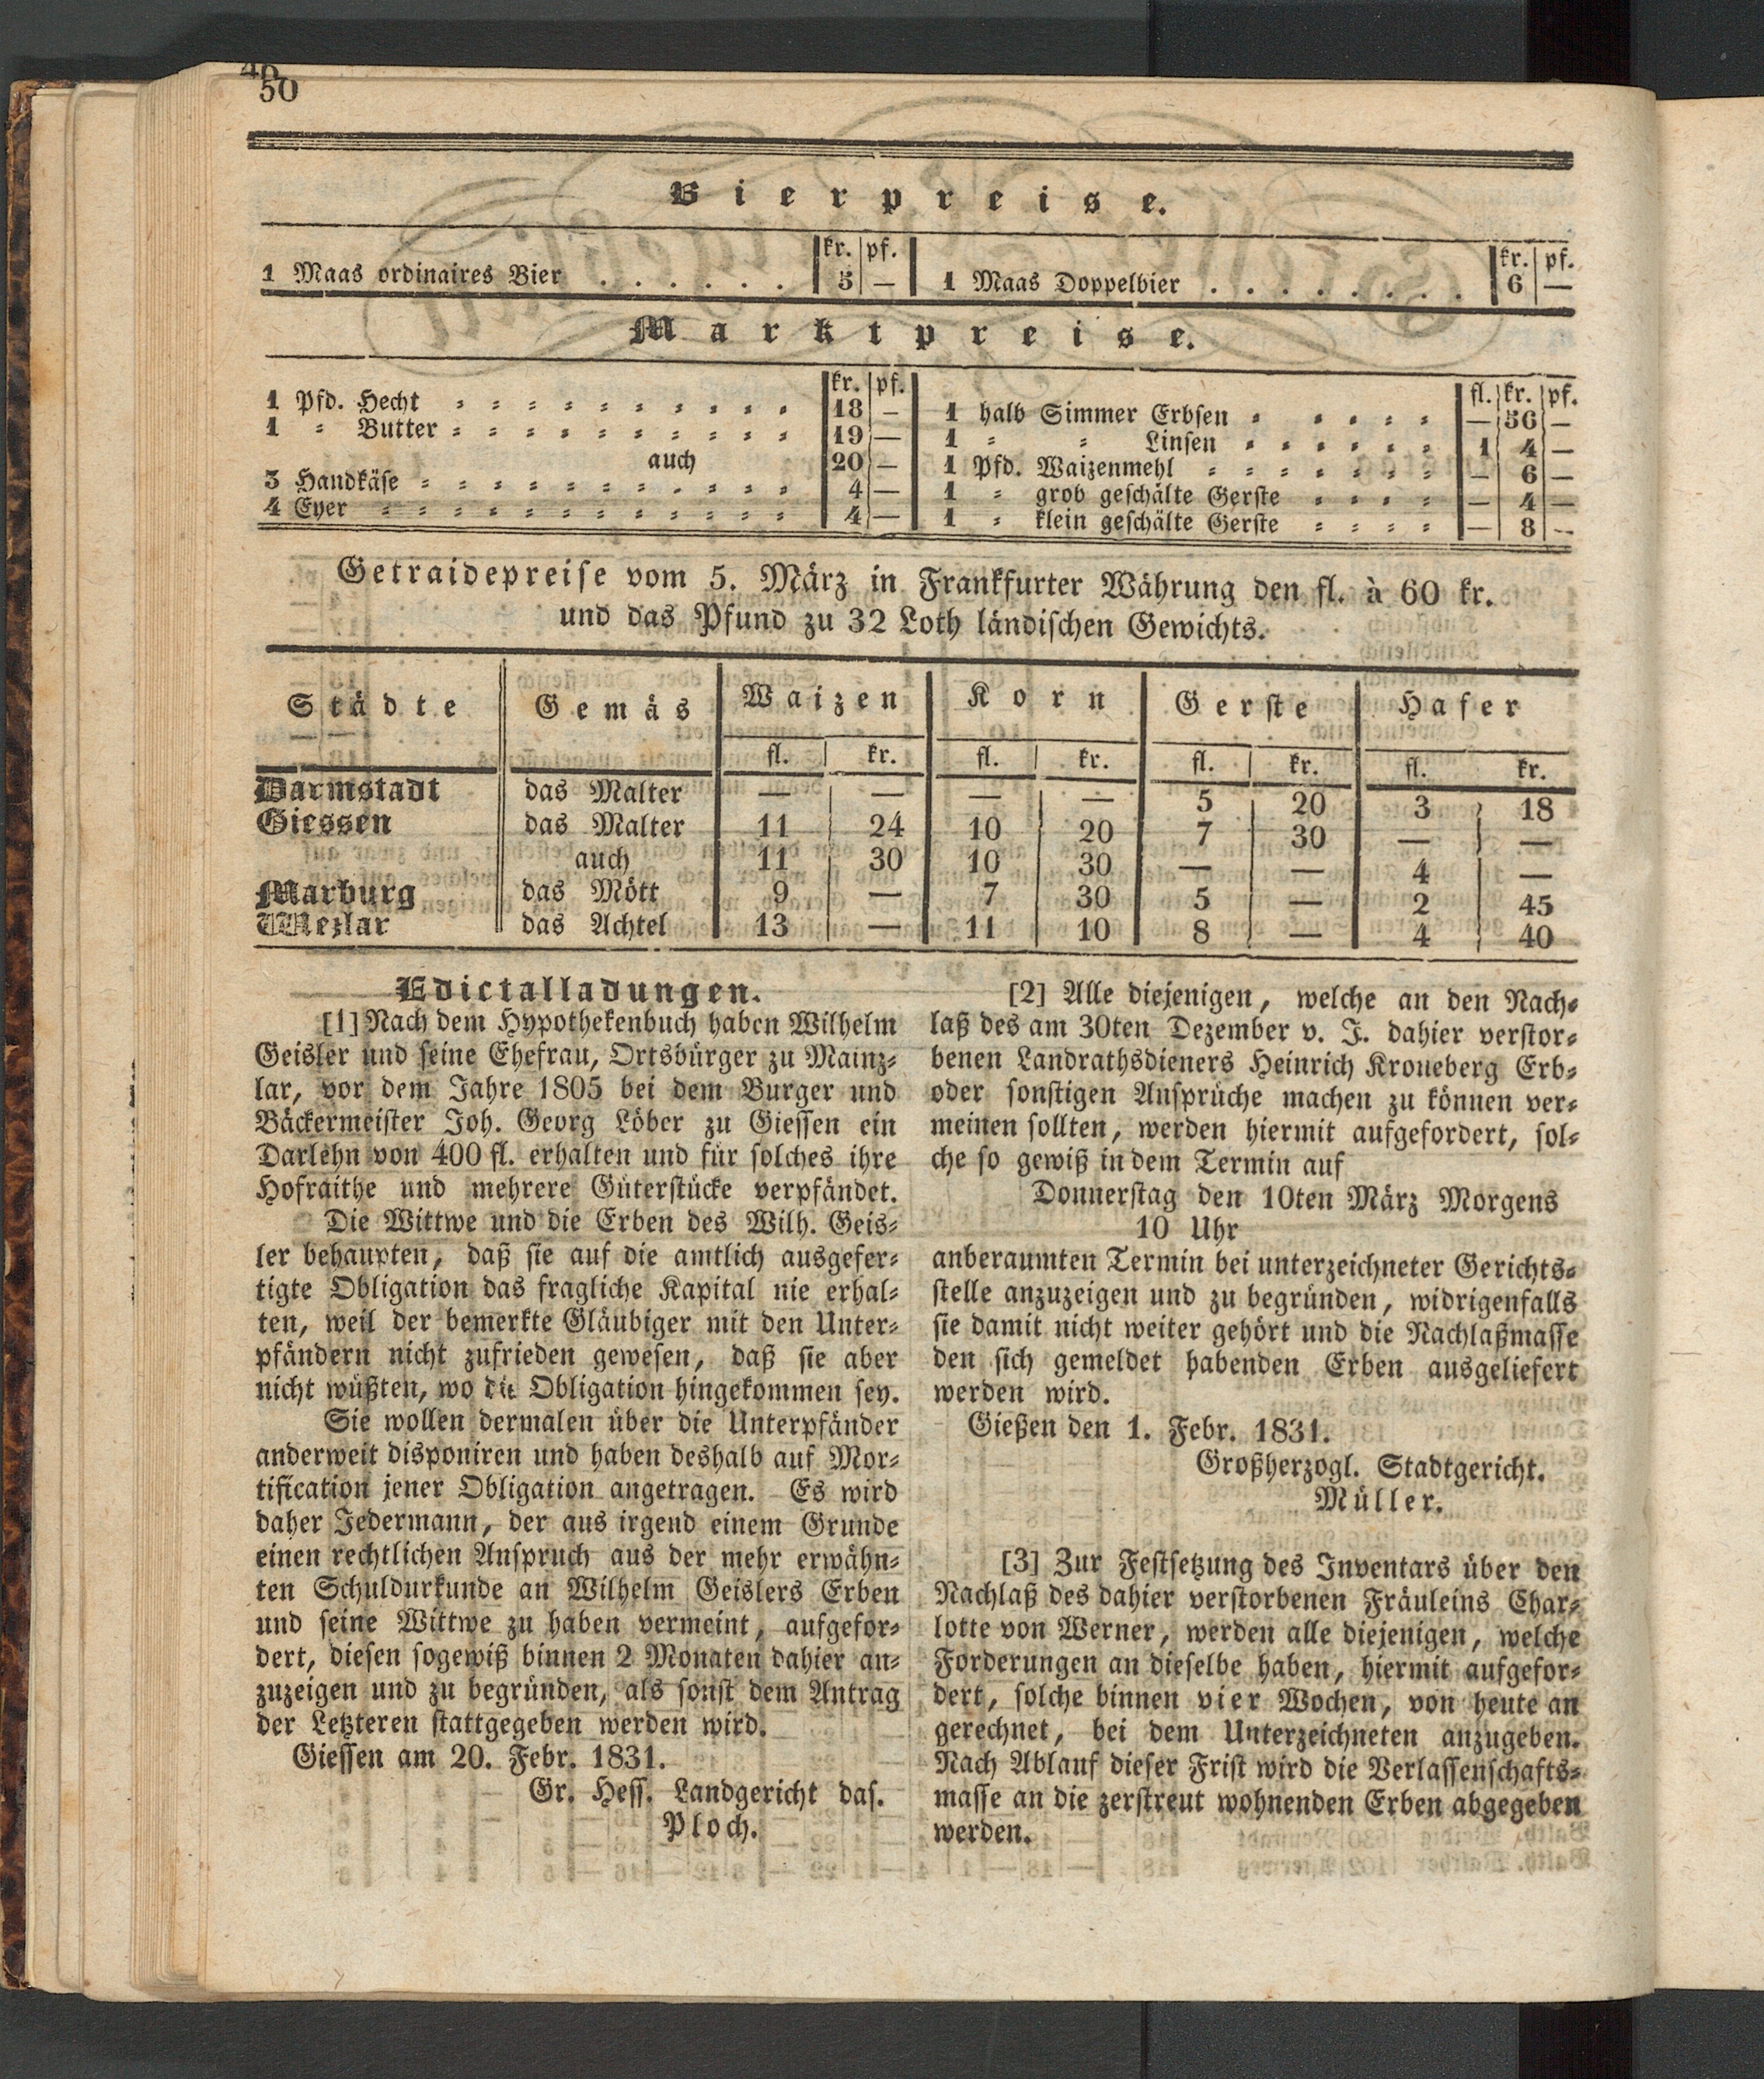 50
Bierpreise.
kr. pf. kr. pf.
1 Maas ordinaires Bier . . . . . . 5 — 1 Maas Doppelbier . . . . . . . . 6 —
Marktpreise.
kr. pf. fl. kr. pf.
1 Pfd. Hecht 18 — 1 halb Simmer Erbsen — 56 —
1 " Butter 19 — 1 " " Linsen 1 4 —
auch 20 — 1 Pfd. Waizenmehl — 6 —
3 Handkäse 4 — 1 " grob geschälte Gerste — 4 —
4 Eyer 4 — 1 " klein geschälte Gerste — 8 —
Getraidepreise vom 5. März in Frankfurter Währung den fl. à 60 kr.
und das Pfund zu 32 Loth ländischen Gewichts.
Städte Gemäs Waizen Korn Gerste Hafer
fl. kr. fl. kr. fl. kr. fl. kr.
Darmstadt das Malter — — — — 5 20 3 18
Giessen das Malter 11 24 10 20 7 30 — —
auch 11 30 10 30 — — 4 —
Marburg das Mött 9 — 7 30 5 — 2 45
Wezlar das Achtel 13 — 11 10 8 — 4 40
Edictalladungen.
[1] Nach dem Hypothekenbuch haben Wilhelm
Geisler und seine Ehefrau, Ortsbürger zu Mainz-
lar, vor dem Jahre 1805 bei dem Burger und
Bäckermeister Joh. Georg Löber zu Giessen ein
Darlehn von 400 fl. erhalten und für solches ihre
Hofraithe und mehrere Güterstücke verpfändet.
Die Wittwe und die Erben des Wilh. Geis-
ler behaupten, daß sie auf die amtlich ausgefer-
tigte Obligation das fragliche Kapital nie erhal-
ten, weil der bemerkte Gläubiger mit den Unter-
pfändern nicht zufrieden gewesen, daß sie aber
nicht wüßten, wo die Obligation hingekommen sey.
Sie wollen dermalen über die Unterpfänder
anderweit disponiren und haben deshalb auf Mor-
tification jener Obligation angetragen. Es wird
daher Jedermann, der aus irgend einem Grunde
einen rechtlichen Anspruch aus der mehr erwähn-
ten Schuldurkunde an Wilhelm Geislers Erben
und seine Wittwe zu haben vermeint, aufgefor-
dert, diesen sogewiß binnen 2 Monaten dahier an-
zuzeigen und zu begründen, als sonst dem Antrag
der Letzteren stattgegeben werden wird.
Giessen am 20. Febr. 1831.
Gr. Hess. Landgericht das.
Ploch.
[2] Alle diejenigen, welche an den Nach-
laß des am 30ten Dezember v. J. dahier verstor-
benen Landrathsdieners Heinrich Kroneberg Erb-
oder sonstigen Ansprüche machen zu können ver-
meinen sollten, werden hiermit aufgefordert, sol-
che so gewiß in dem Termin auf
Donnerstag den 10ten März Morgens
10 Uhr
anberaumten Termin bei unterzeichneter Gerichts-
stelle anzuzeigen und zu begründen, widrigenfalls
sie damit nicht weiter gehört und die Nachlaßmasse
den sich gemeldet habenden Erben ausgeliefert
werden wird.
Gießen den 1. Febr. 1831.
Großherzogl. Stadtgericht.
Müller.
[3] Zur Festsetzung des Inventars über den
Nachlaß des dahier verstorbenen Fräuleins Char-
lotte von Werner, werden alle diejenigen, welche
Forderungen an dieselbe haben, hiermit aufgefor-
dert, solche binnen vier Wochen, von heute an
gerechnet, bei dem Unterzeichneten anzugeben.
Nach Ablauf dieser Frist wird die Verlassenschafts-
masse an die zerstreut wohnenden Erben abgegeben
werden.